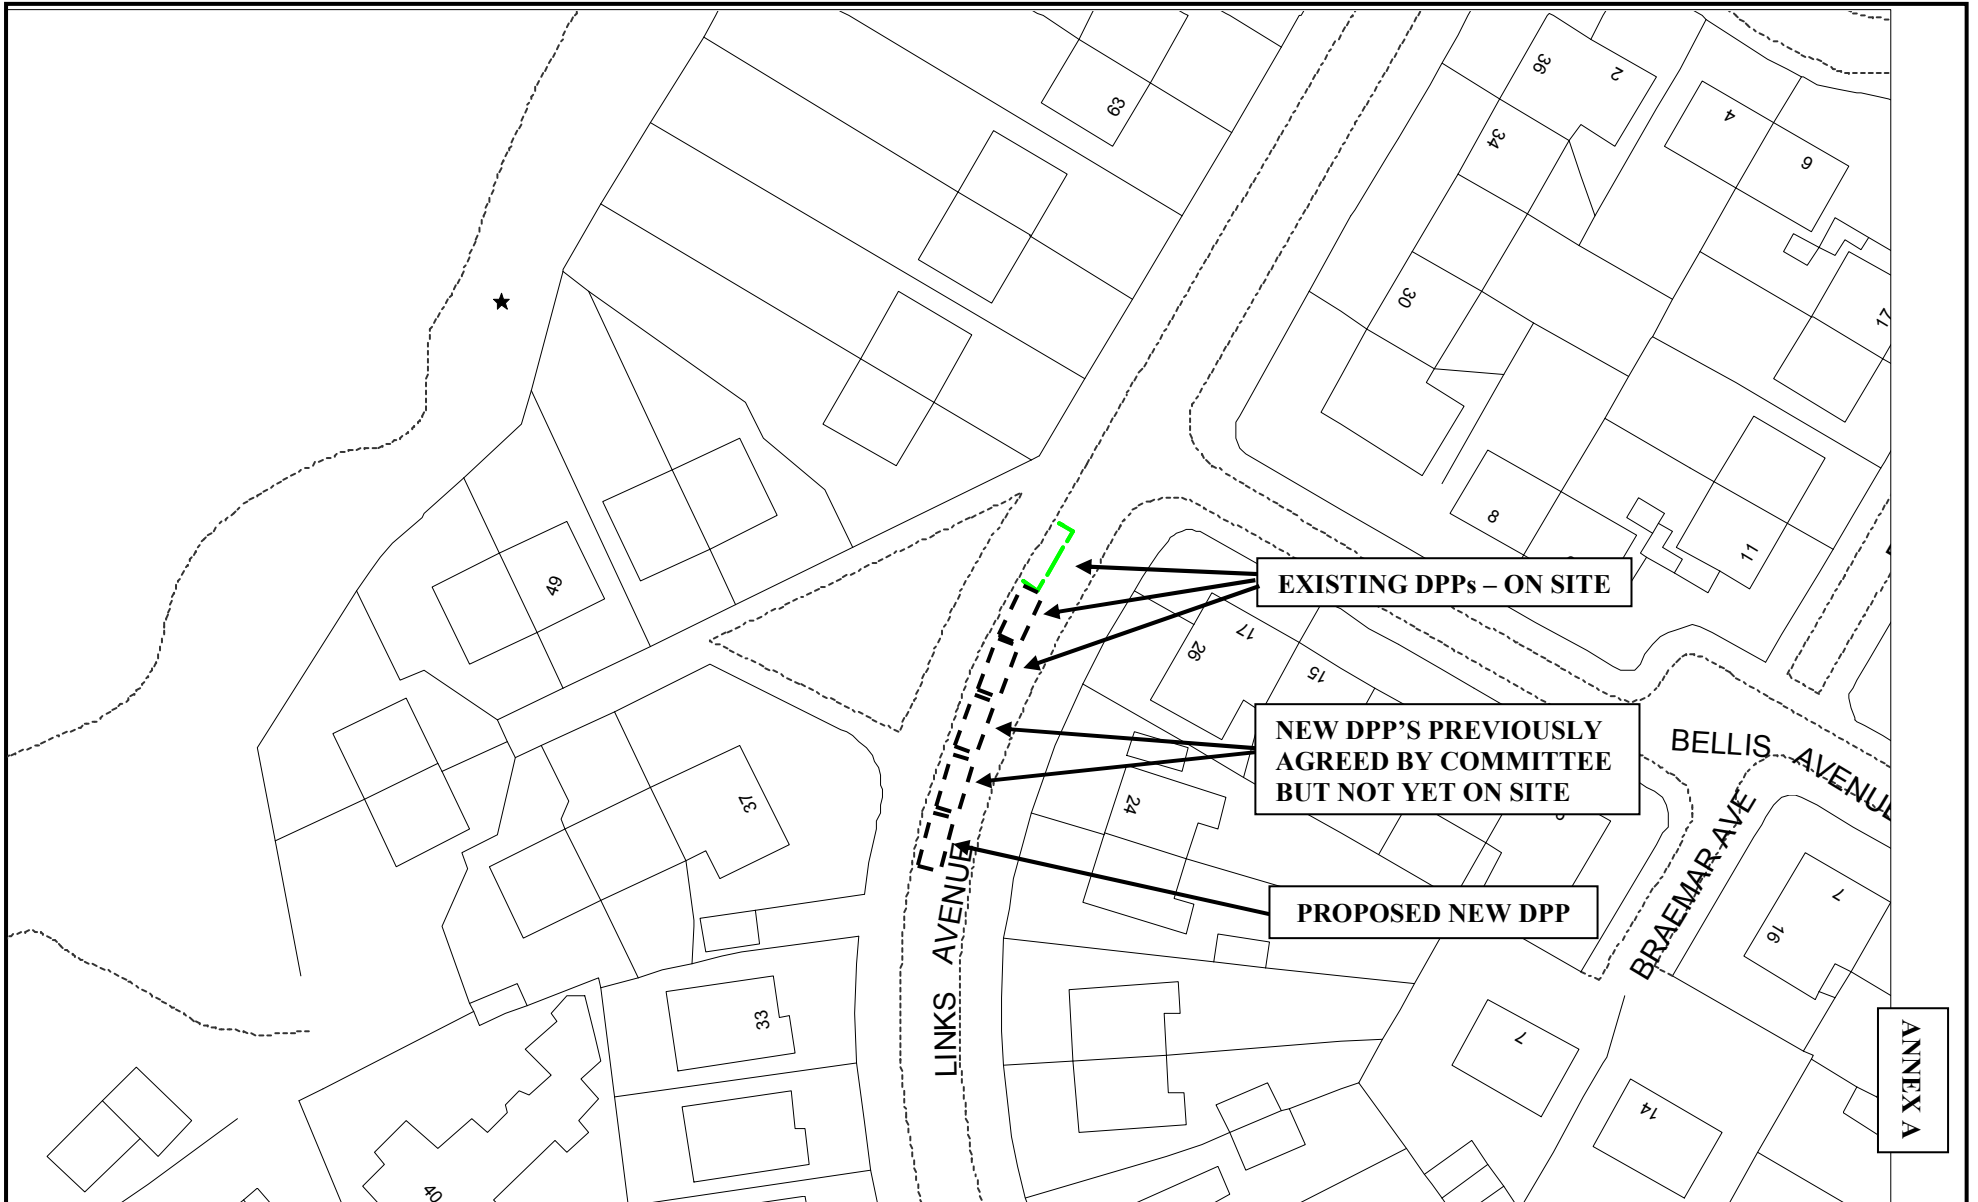 36
2
63
4
34
6
30
17
8
11
49
EXISTING DPPs – ON SITE
17
26
15
NEW DPP'S PREVIOUSLY
AGREED BY COMMITTEE
BUT NOT YET ON SITE
BELLIS AVENUE
37
24
BRAEMAR AVE
PROPOSED NEW DPP
7
16
LINKS AVENUE
33
7
ANNEX A
14
40